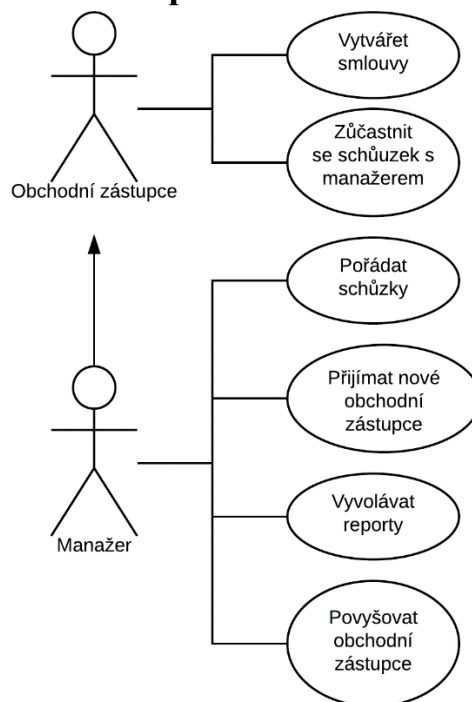 Vytvářet
smlouvy
Zůčastnit
se schůuzek s
manažerem
Obchodní zástupce
Pořádat
schůzky
Přijímat nové
obchodní
zástupce
Vyvolávat
reporty
Manažer
Povyšovat
obchodní
zástupce